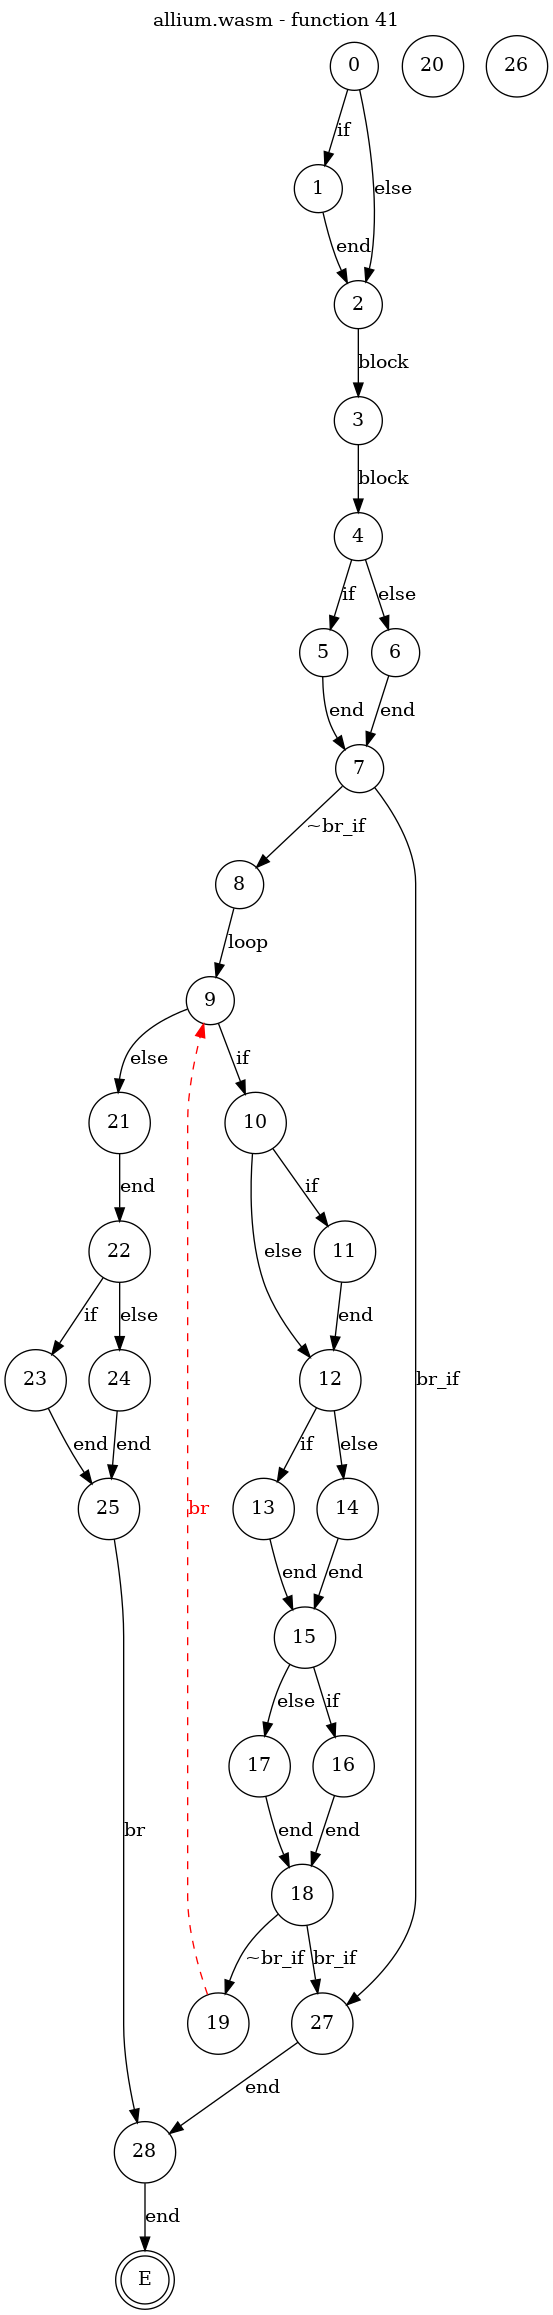 allium.wasm - function 41
0 20 26
if
1 else
end
2
block
3
block
4
if else
5 6
end end
7
~br_if
8
loop
9
else if
21 10
end if
22 else 11
if else end
23 24 12 br_if
end end if else
25 br 13 14
end end
15
else if
17 16
br end end
18
~br_if br_if
19 27
end
28
end
E